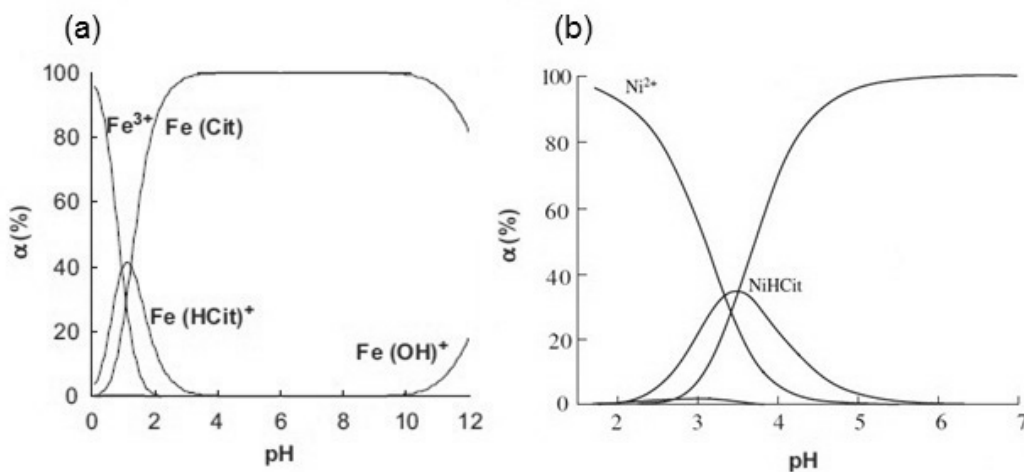 (a)
100
80
60
40
20
0
α (%)
Fe³⁺
Fe (Cit)
Fe (HCit)⁺
Fe (OH)⁺
0 2 4 6 8 10 12
pH
(b)
100
80
60
40
20
0
α (%)
Ni²⁺
NiHCit
2 3 4 5 6 7
pH